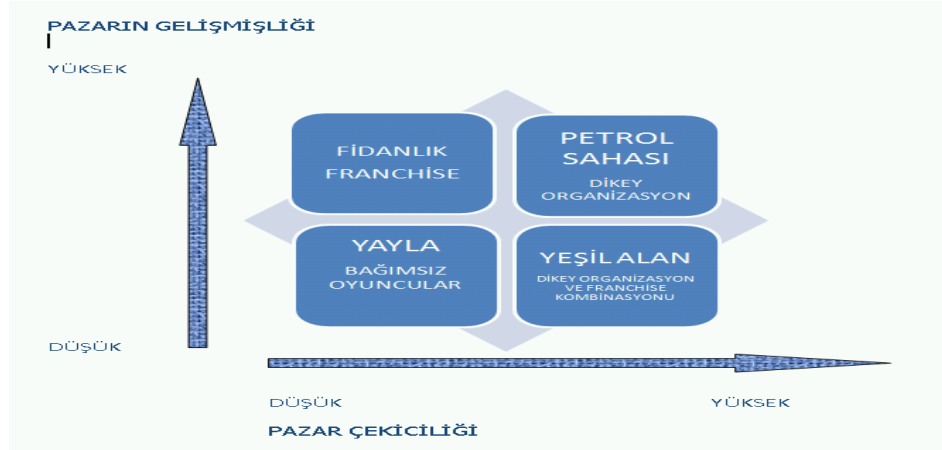 PAZARIN GELİŞMİŞLİĞİ
YÜKSEK
FİDANLIK
FRANCHİSE
PETROL
SAHASI
DİKEY
ORGANİZASYON
YAYLA
BAĞIMSIZ
OYUNCULAR
YEŞİL ALAN
DİKEY ORGANİZASYON
VE FRANCHİSE
KOMBİNASYONU
DÜŞÜK
DÜŞÜK
YÜKSEK
PAZAR ÇEKİCİLİĞİ